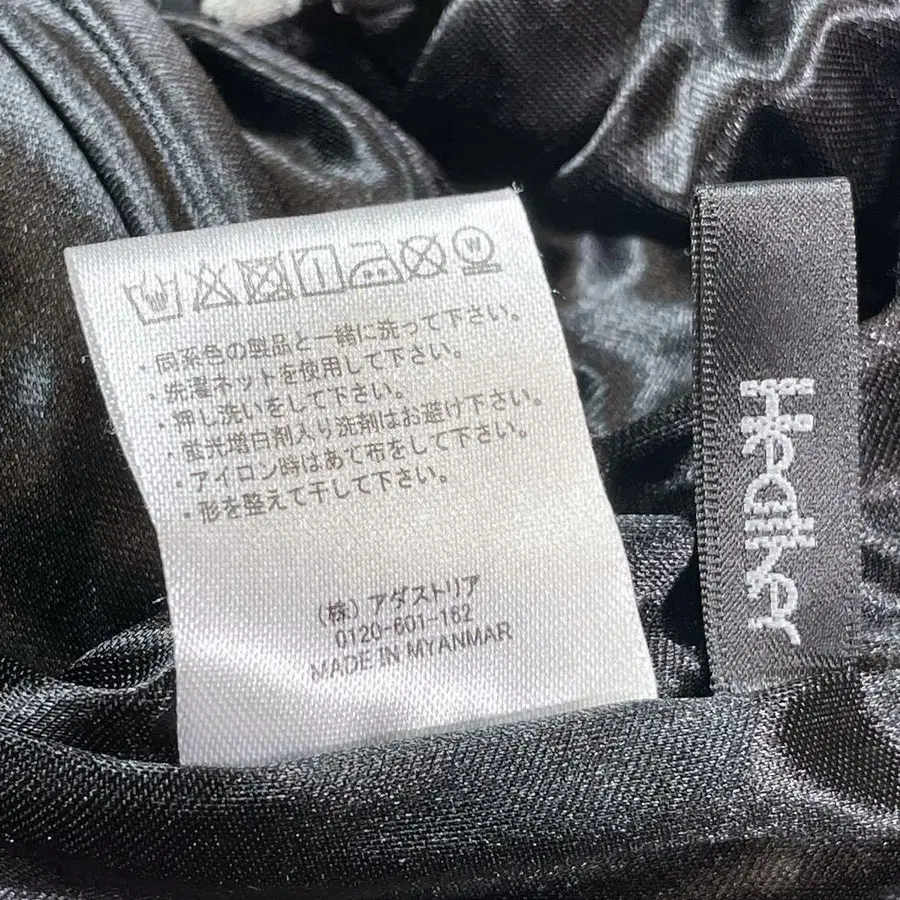 W
・同系色の製品と一緒に洗って下さい。
・洗濯ネットを使用して下さい。
・押し洗いをして下さい。
・蛍光増白剤入り洗剤はお避け下さい。
・アイロン時はあて布をして下さい。
・形を整えて干して下さい。
(株) アダストリア
0120-601-162
MADE IN MYANMAR
Heather